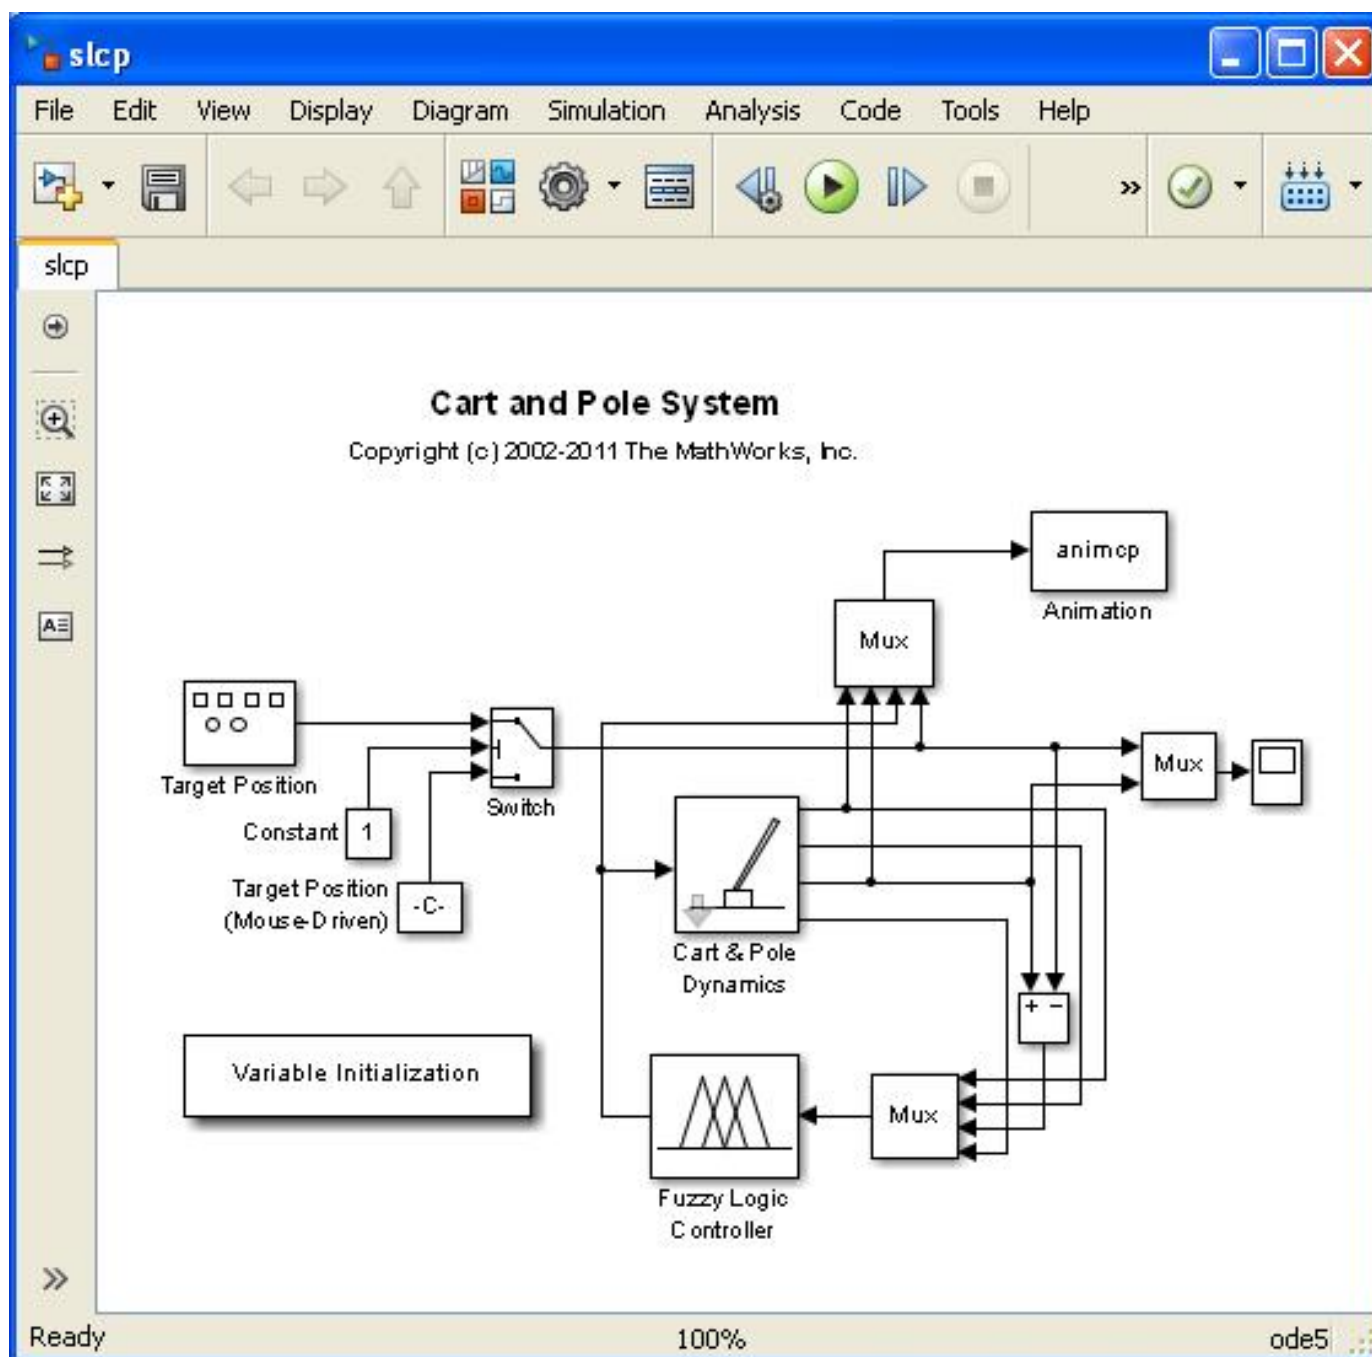 slcp
File Edit View Display Diagram Simulation Analysis Code Tools Help
slcp
Cart and Pole System
Copyright (c) 2002-2011 The MathWorks, Inc.
animcp
Animation
Mux
Target Position
Switch
Mux
Constant
1
Target Position
(Mouse-Driven)
-C-
Cart & Pole
Dynamics
+ −
Variable Initialization
Mux
Fuzzy Logic
Controller
Ready 100% ode5